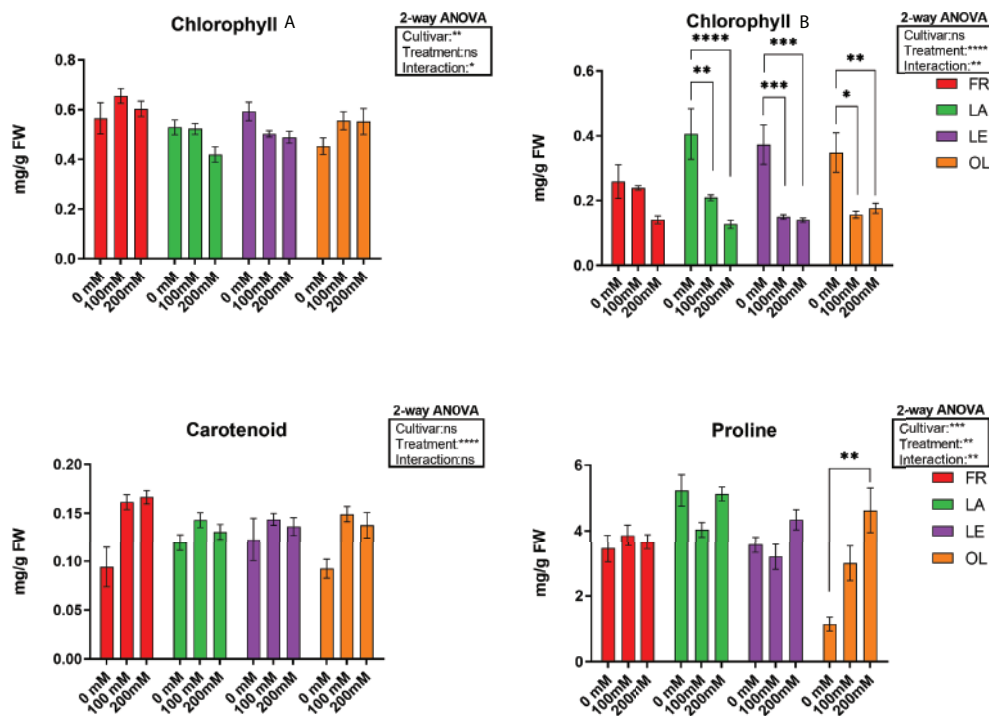 Chlorophyll A
2-way ANOVA
Cultivar:**
Treatment:ns
Interaction:*
mg/g FW
0.8
0.6
0.4
0.2
0.0
0 mM 100mM 200mM 0 mM 100mM 200mM 0 mM 100mM 200mM 0 mM 100mM 200mM
Chlorophyll B
2-way ANOVA
Cultivar:ns
Treatment:****
Interaction:**
FR
LA
LE
OL
mg/g FW
0.6
0.4
0.2
0.0
**** *** **
** *** *
0 mM 100mM 200mM 0 mM 100mM 200mM 0 mM 100mM 200mM 0 mM 100mM 200mM
Carotenoid
2-way ANOVA
Cultivar:ns
Treatment:****
Interaction:ns
mg/g FW
0.20
0.15
0.10
0.05
0.00
0 mM 100 mM 200mM 0 mM 100 mM 200mM 0 mM 100 mM 200mM 0 mM 100 mM 200mM
Proline
2-way ANOVA
Cultivar:***
Treatment:**
Interaction:**
FR
LA
LE
OL
mg/g FW
6
4
2
0
**
0 mM 100mM 200mM 0 mM 100mM 200mM 0 mM 100mM 200mM 0 mM 100mM 200mM